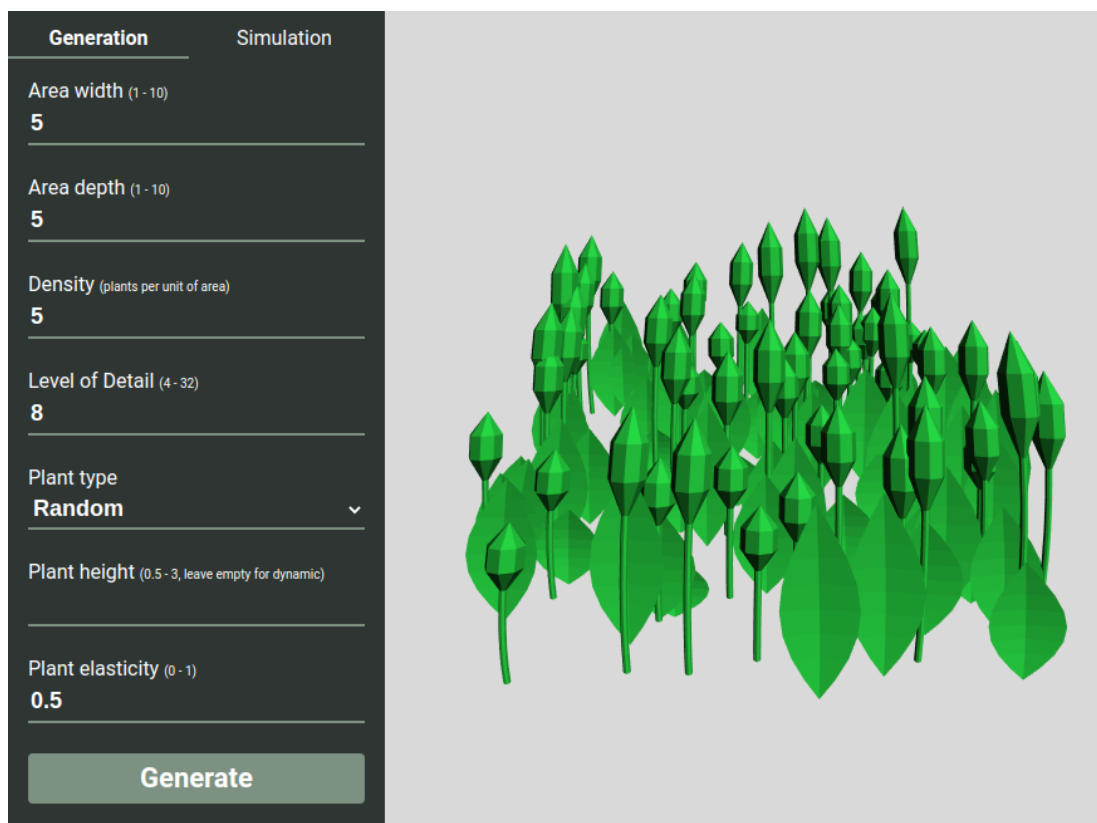 Generation Simulation
Area width (1 - 10)
5
Area depth (1 - 10)
5
Density (plants per unit of area)
5
Level of Detail (4 - 32)
8
Plant type
Random
Plant height (0.5 - 3, leave empty for dynamic)
Plant elasticity (0 - 1)
0.5
Generate